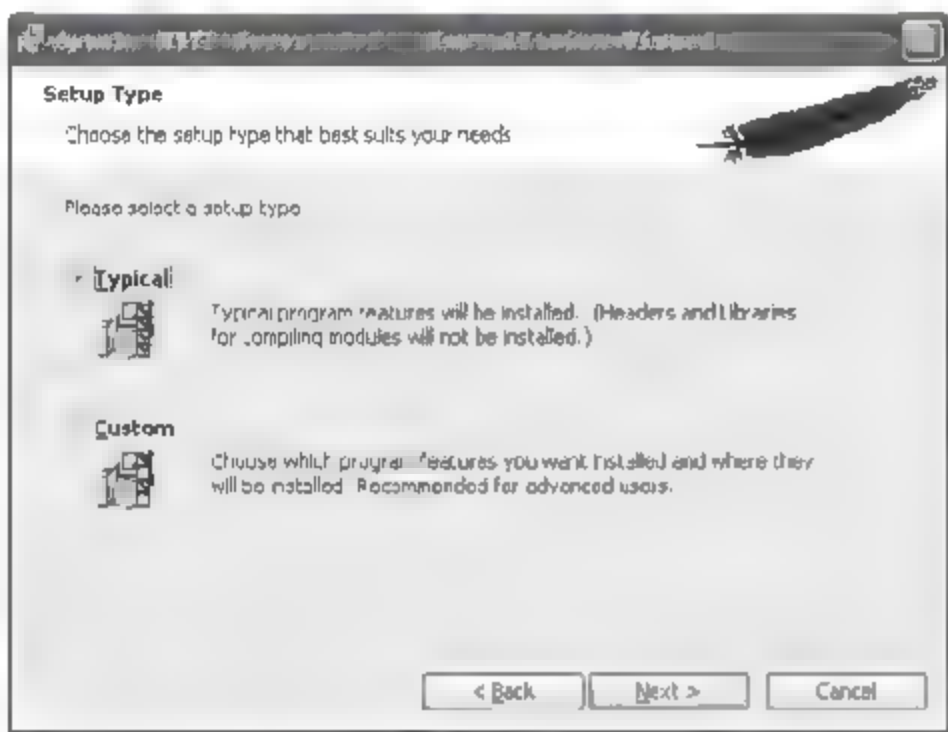 Setup Type
Choose the setup type that best suits your needs
Please select a setup type
Typical
Typical program features will be installed. (Headers and Libraries
for compiling modules will not be installed.)
Custom
Choose which program features you want installed and where they
will be installed. Recommended for advanced users.
< Back
Next >
Cancel